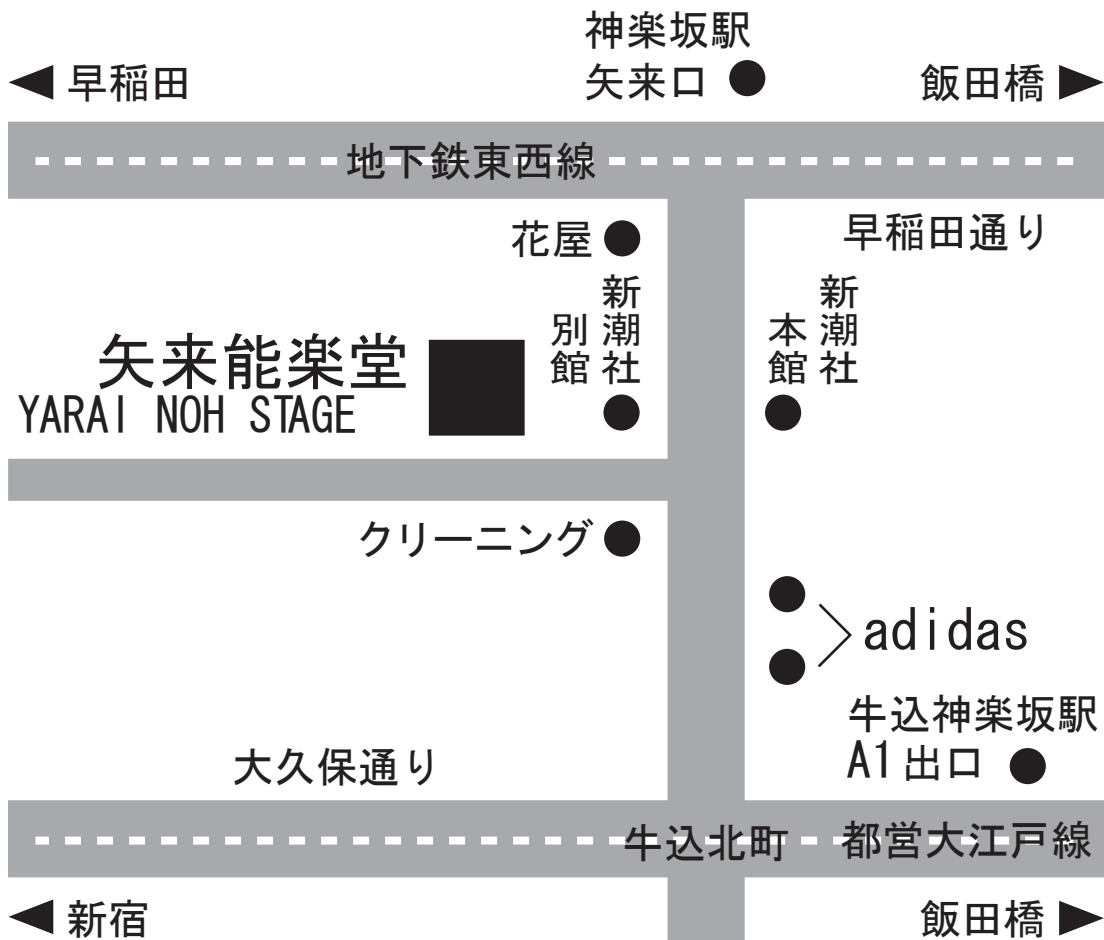 神楽坂駅
矢来口
早稲田
飯田橋
地下鉄東西線
花屋
早稲田通り
新潮社
別館
新潮社
本館
矢来能楽堂
YARAI NOH STAGE
クリーニング
adidas
牛込神楽坂駅
A1出口
大久保通り
牛込北町
都営大江戸線
新宿
飯田橋